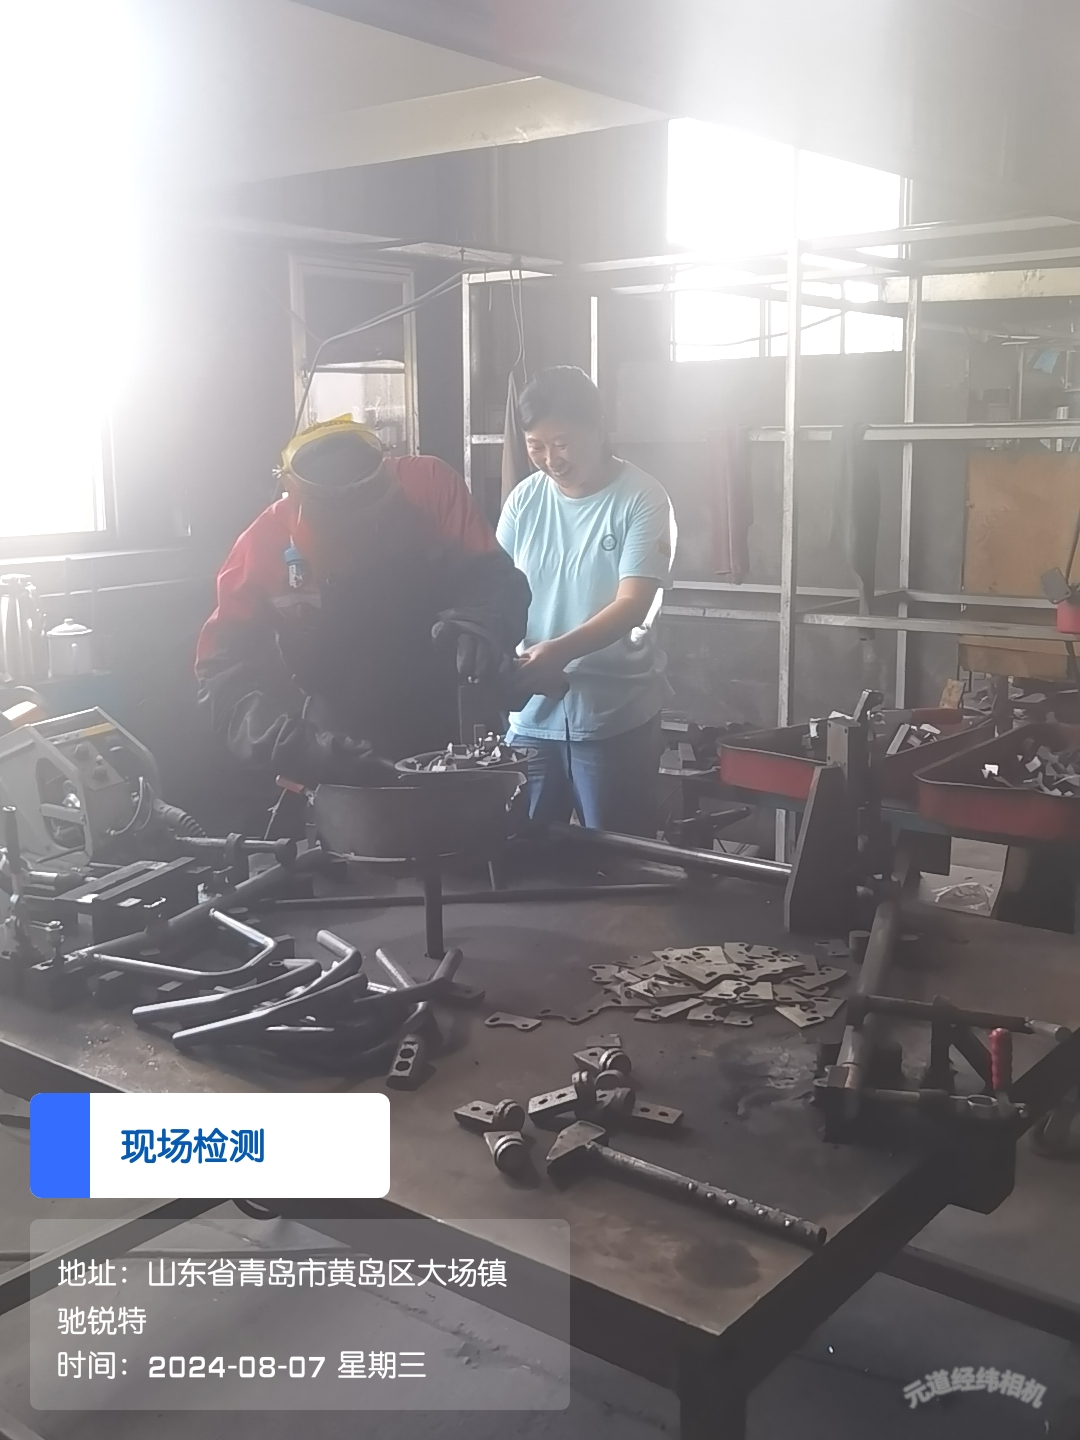 现场检测
地址：山东省青岛市黄岛区大场镇
驰锐特
时间：2024-08-07 星期三
元道经纬相机